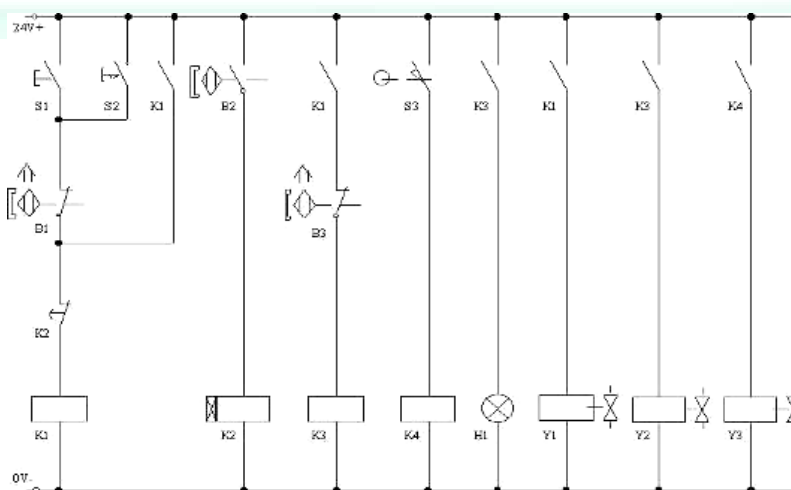 24V+
S1 S2 K1 B2 K1 S3 K3 K1 K3 K4
B1 B3
K2
K1 K2 K3 K4 H1 Y1 Y2 Y3
0V-